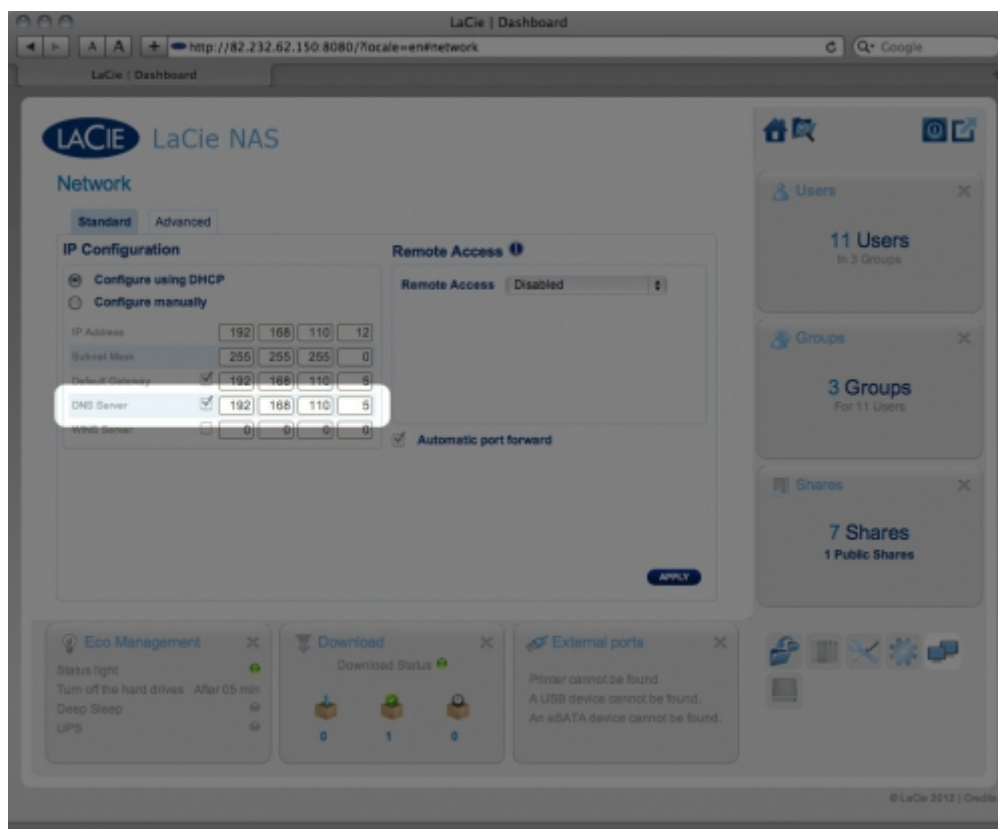 LaCie | Dashboard
A A + http://82.232.62.150:8080/?locale=en#network C Q Google
LaCie | Dashboard
LACIE LaCie NAS
Network
Standard Advanced
IP Configuration
Configure using DHCP
Configure manually
IP Address 192 168 110 12
Subnet Mask 255 255 255 0
Default Gateway 192 168 110 5
DNS Server 192 168 110 5
WINS Server 0 0 0 0
Remote Access
Remote Access Disabled
Automatic port forward
APPLY
Users
11 Users
In 3 Groups
Groups
3 Groups
For 11 Users
Shares
7 Shares
1 Public Shares
Eco Management
Status light
Turn off the hard drives After 05 min
Deep Sleep
UPS
Download
Download Status
0 1 0
External ports
Printer cannot be found
A USB device cannot be found.
An eSATA device cannot be found.
© LaCie 2012 | Credits